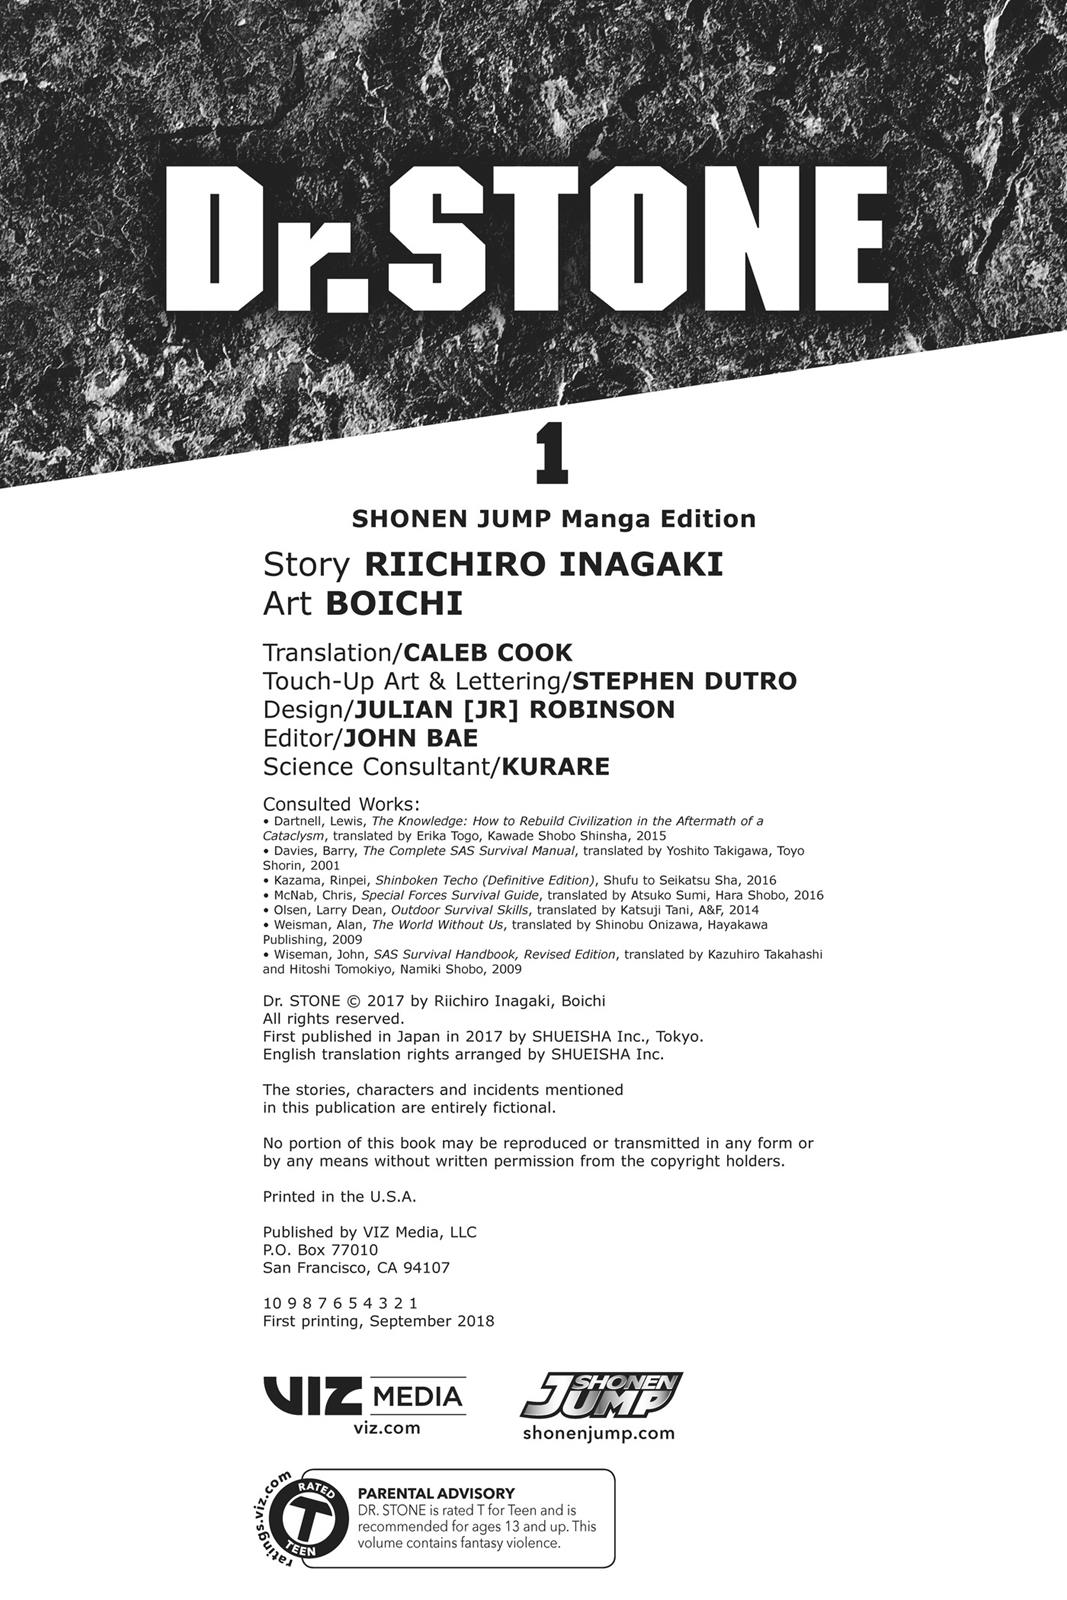 Dr. STONE
1
SHONEN JUMP Manga Edition
Story RIICHIRO INAGAKI
Art BOICHI
Translation/CALEB COOK
Touch-Up Art & Lettering/STEPHEN DUTRO
Design/JULIAN [JR] ROBINSON
Editor/JOHN BAE
Science Consultant/KURARE
Consulted Works:
• Dartnell, Lewis, The Knowledge: How to Rebuild Civilization in the Aftermath of a
Cataclysm, translated by Erika Togo, Kawade Shobo Shinsha, 2015
• Davies, Barry, The Complete SAS Survival Manual, translated by Yoshito Takigawa, Toyo
Shorin, 2001
• Kazama, Rinpei, Shinboken Techo (Definitive Edition), Shufu to Seikatsu Sha, 2016
• McNab, Chris, Special Forces Survival Guide, translated by Atsuko Sumi, Hara Shobo, 2016
• Olsen, Larry Dean, Outdoor Survival Skills, translated by Katsuji Tani, A&F, 2014
• Weisman, Alan, The World Without Us, translated by Shinobu Onizawa, Hayakawa
Publishing, 2009
• Wiseman, John, SAS Survival Handbook, Revised Edition, translated by Kazuhiro Takahashi
and Hitoshi Tomokiyo, Namiki Shobo, 2009
Dr. STONE © 2017 by Riichiro Inagaki, Boichi
All rights reserved.
First published in Japan in 2017 by SHUEISHA Inc., Tokyo.
English translation rights arranged by SHUEISHA Inc.
The stories, characters and incidents mentioned
in this publication are entirely fictional.
No portion of this book may be reproduced or transmitted in any form or
by any means without written permission from the copyright holders.
Printed in the U.S.A.
Published by VIZ Media, LLC
P.O. Box 77010
San Francisco, CA 94107
10 9 8 7 6 5 4 3 2 1
First printing, September 2018
VIZ MEDIA
viz.com
SHONEN JUMP
shonenjump.com
ratings.viz.com
RATED
T
TEEN
PARENTAL ADVISORY
DR. STONE is rated T for Teen and is
recommended for ages 13 and up. This
volume contains fantasy violence.